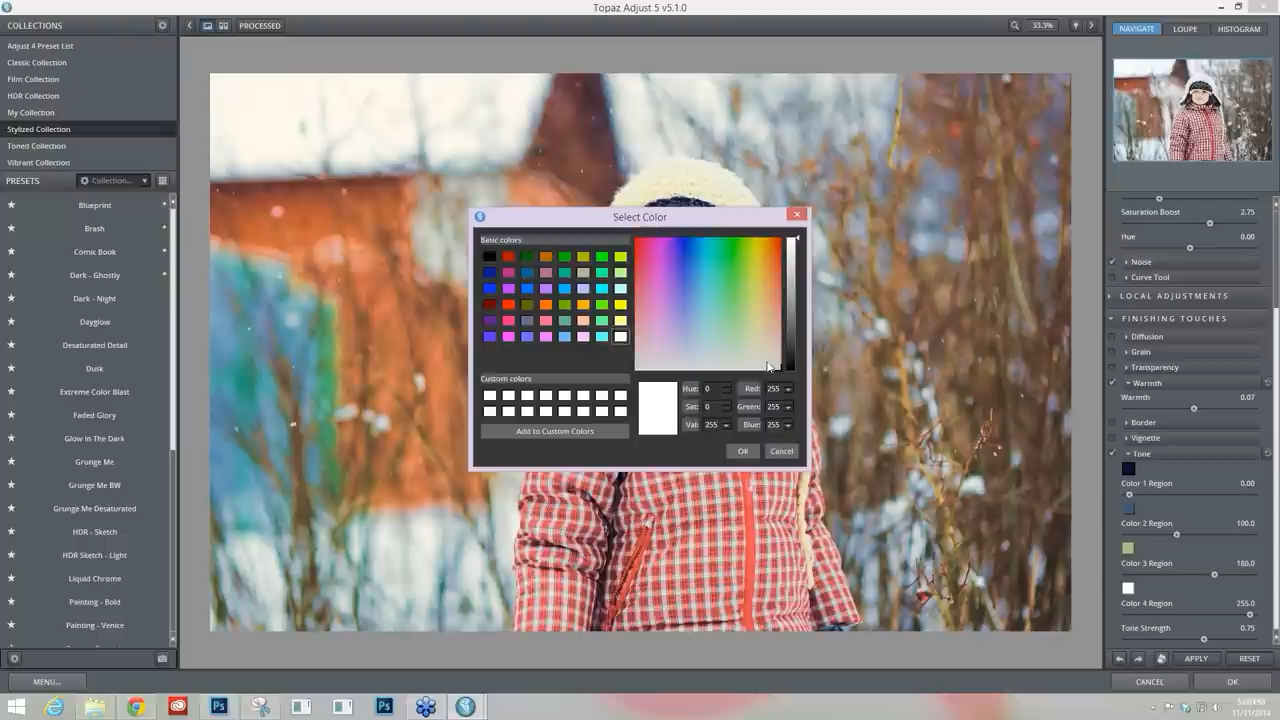 Topaz Adjust 5 v5.1.0
COLLECTIONS
PROCESSED
33.3%
NAVIGATE LOUPE HISTOGRAM
Adjust 4 Preset List
Classic Collection
Film Collection
HDR Collection
My Collection
Stylized Collection
Toned Collection
Vibrant Collection
PRESETS
Collection...
Blueprint
Brash
Comic Book
Dark - Ghostly
Dark - Night
Dayglow
Desaturated Detail
Dusk
Extreme Color Blast
Faded Glory
Glow In The Dark
Grunge Me
Grunge Me BW
Grunge Me Desaturated
HDR - Sketch
HDR Sketch - Light
Liquid Chrome
Painting - Bold
Painting - Venice
MENU...
Select Color
Basic colors
Custom colors
Add to Custom Colors
Hue: 0 Red: 255
Sat: 0 Green: 255
Val: 255 Blue: 255
OK Cancel
Saturation Boost 2.75
Hue 0.00
Noise
Curve Tool
LOCAL ADJUSTMENTS
FINISHING TOUCHES
Diffusion
Grain
Transparency
Warmth
Warmth 0.07
Border
Vignette
Tone
Color 1 Region 0.00
Color 2 Region 100.0
Color 3 Region 180.0
Color 4 Region 255.0
Tone Strength 0.75
APPLY RESET
CANCEL OK
Ps
Ps
11/11/2014